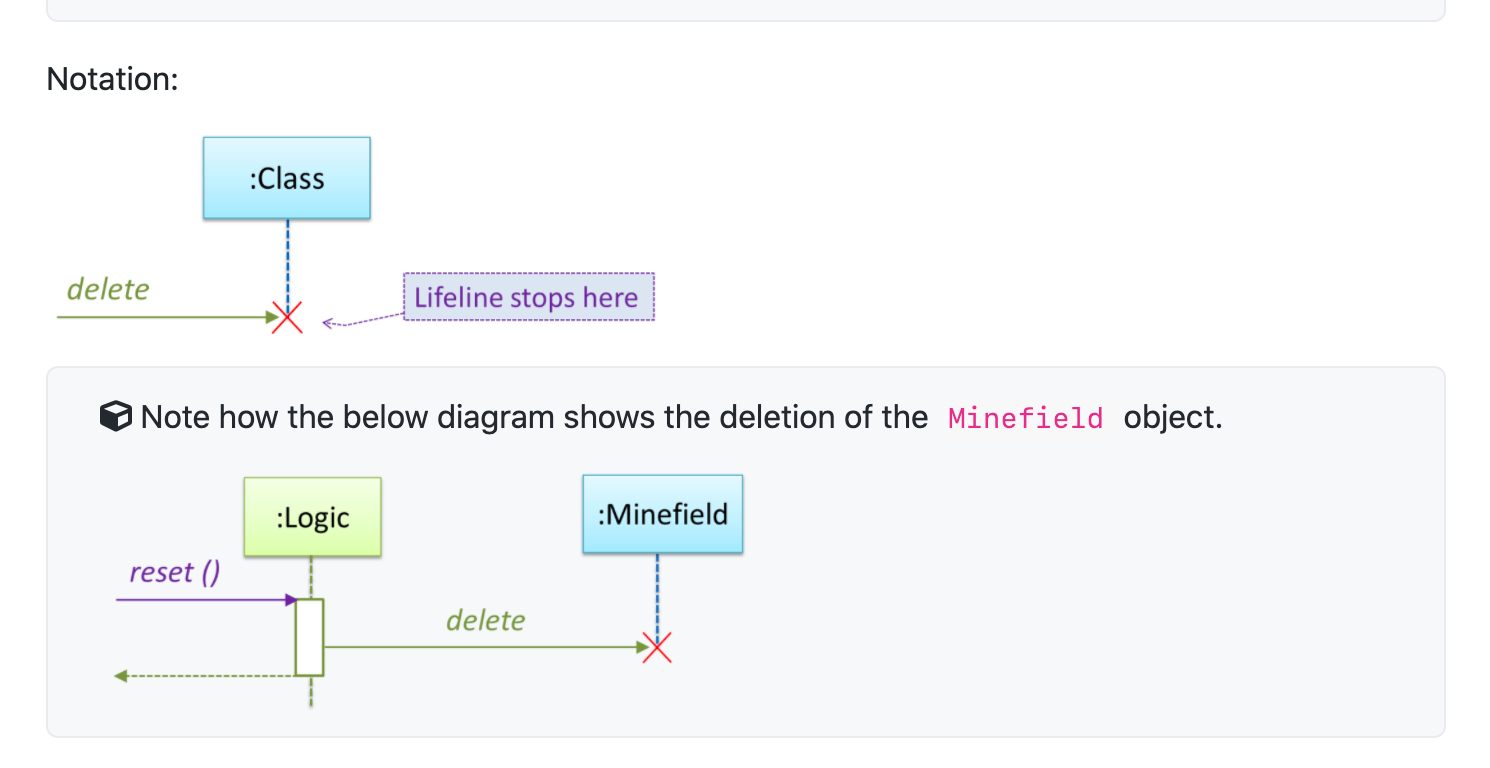 Notation:
:Class
delete
Lifeline stops here
Note how the below diagram shows the deletion of the Minefield object.
:Logic
:Minefield
reset ()
delete